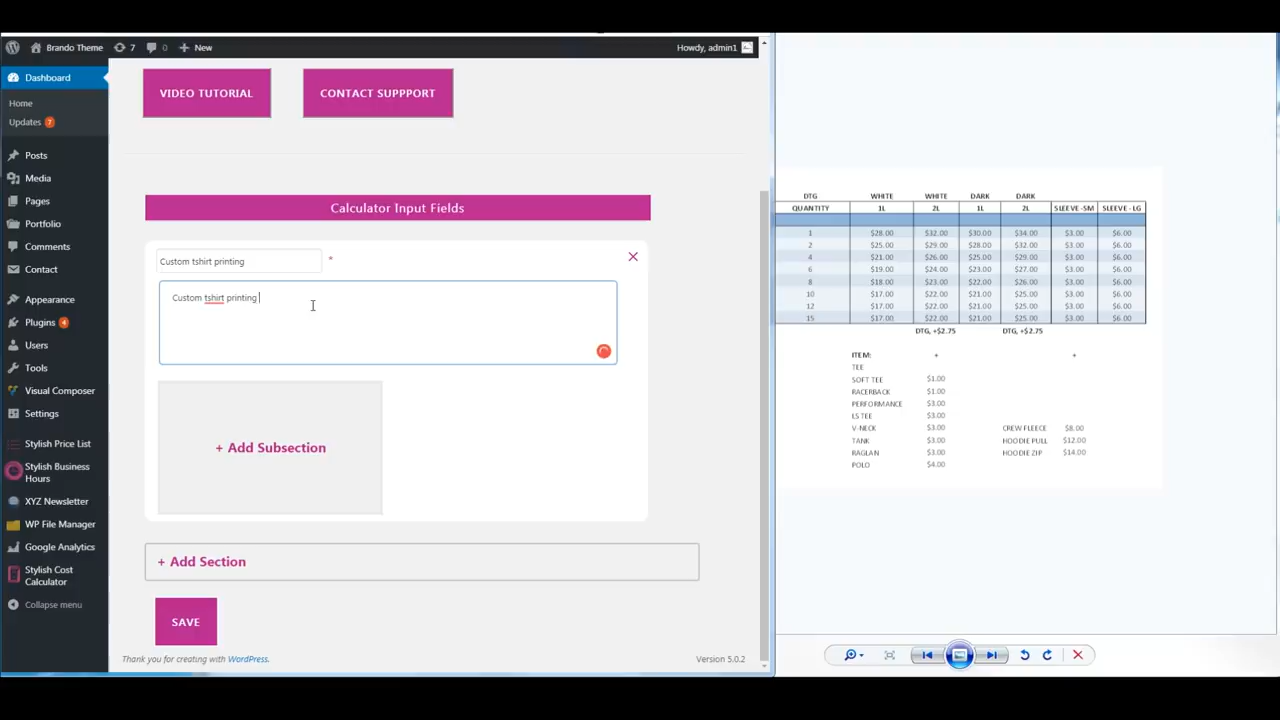 Brando Theme
7
0
New
Howdy, admin1
Dashboard
Home
Updates 7
Posts
Media
Pages
Portfolio
Comments
Contact
Appearance
Plugins 4
Users
Tools
Visual Composer
Settings
Stylish Price List
Stylish Business
Hours
XYZ Newsletter
WP File Manager
Google Analytics
Stylish Cost
Calculator
Collapse menu
VIDEO TUTORIAL
CONTACT SUPPPORT
Calculator Input Fields
Custom tshirt printing *
Custom tshirt printing
+ Add Subsection
+ Add Section
SAVE
Thank you for creating with WordPress.
Version 5.0.2
DTG WHITE WHITE DARK DARK
QUANTITY 1L 2L 1L 2L SLEEVE-SM SLEEVE - LG
1 $28.00 $32.00 $30.00 $34.00 $3.00 $6.00
2 $25.00 $29.00 $28.00 $32.00 $3.00 $6.00
4 $21.00 $26.00 $25.00 $29.00 $3.00 $6.00
6 $19.00 $24.00 $23.00 $27.00 $3.00 $6.00
8 $18.00 $23.00 $22.00 $26.00 $3.00 $6.00
10 $17.00 $22.00 $21.00 $25.00 $3.00 $6.00
12 $17.00 $22.00 $21.00 $25.00 $3.00 $6.00
15 $17.00 $22.00 $21.00 $25.00 $3.00 $6.00
DTG, +$2.75 DTG, +$2.75
ITEM: + +
TEE
SOFT TEE $1.00
RACERBACK $1.00
PERFORMANCE $3.00
LS TEE $3.00
V-NECK $3.00 CREW FLEECE $8.00
TANK $3.00 HOODIE PULL $12.00
RAGLAN $3.00 HOODIE ZIP $14.00
POLO $4.00